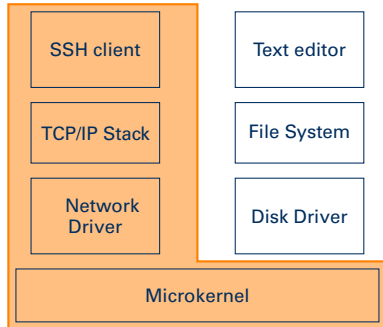 SSH client
Text editor
TCP/IP Stack
File System
Network
Driver
Disk Driver
Microkernel